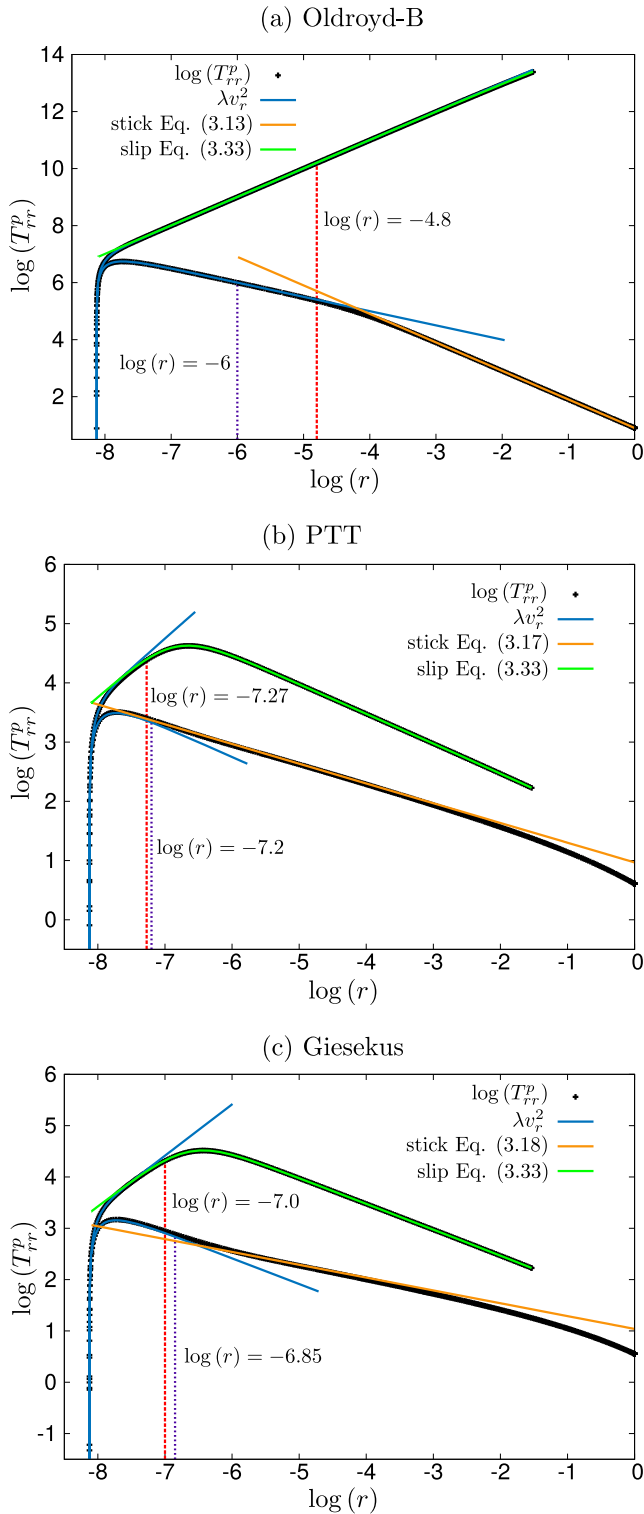 (a) Oldroyd-B
log (T^p_rr)
λv_r^2
stick Eq. (3.13)
slip Eq. (3.33)
log (r) = −4.8
log (r) = −6
log (T^p_rr)
14
12
10
8
6
4
2
-8 -7 -6 -5 -4 -3 -2 -1 0
log (r)
(b) PTT
log (T^p_rr)
λv_r^2
stick Eq. (3.17)
slip Eq. (3.33)
log (r) = −7.27
log (r) = −7.2
log (T^p_rr)
6
5
4
3
2
1
0
-8 -7 -6 -5 -4 -3 -2 -1 0
log (r)
(c) Giesekus
log (T^p_rr)
λv_r^2
stick Eq. (3.18)
slip Eq. (3.33)
log (r) = −7.0
log (r) = −6.85
log (T^p_rr)
6
5
4
3
2
1
0
-1
-8 -7 -6 -5 -4 -3 -2 -1 0
log (r)